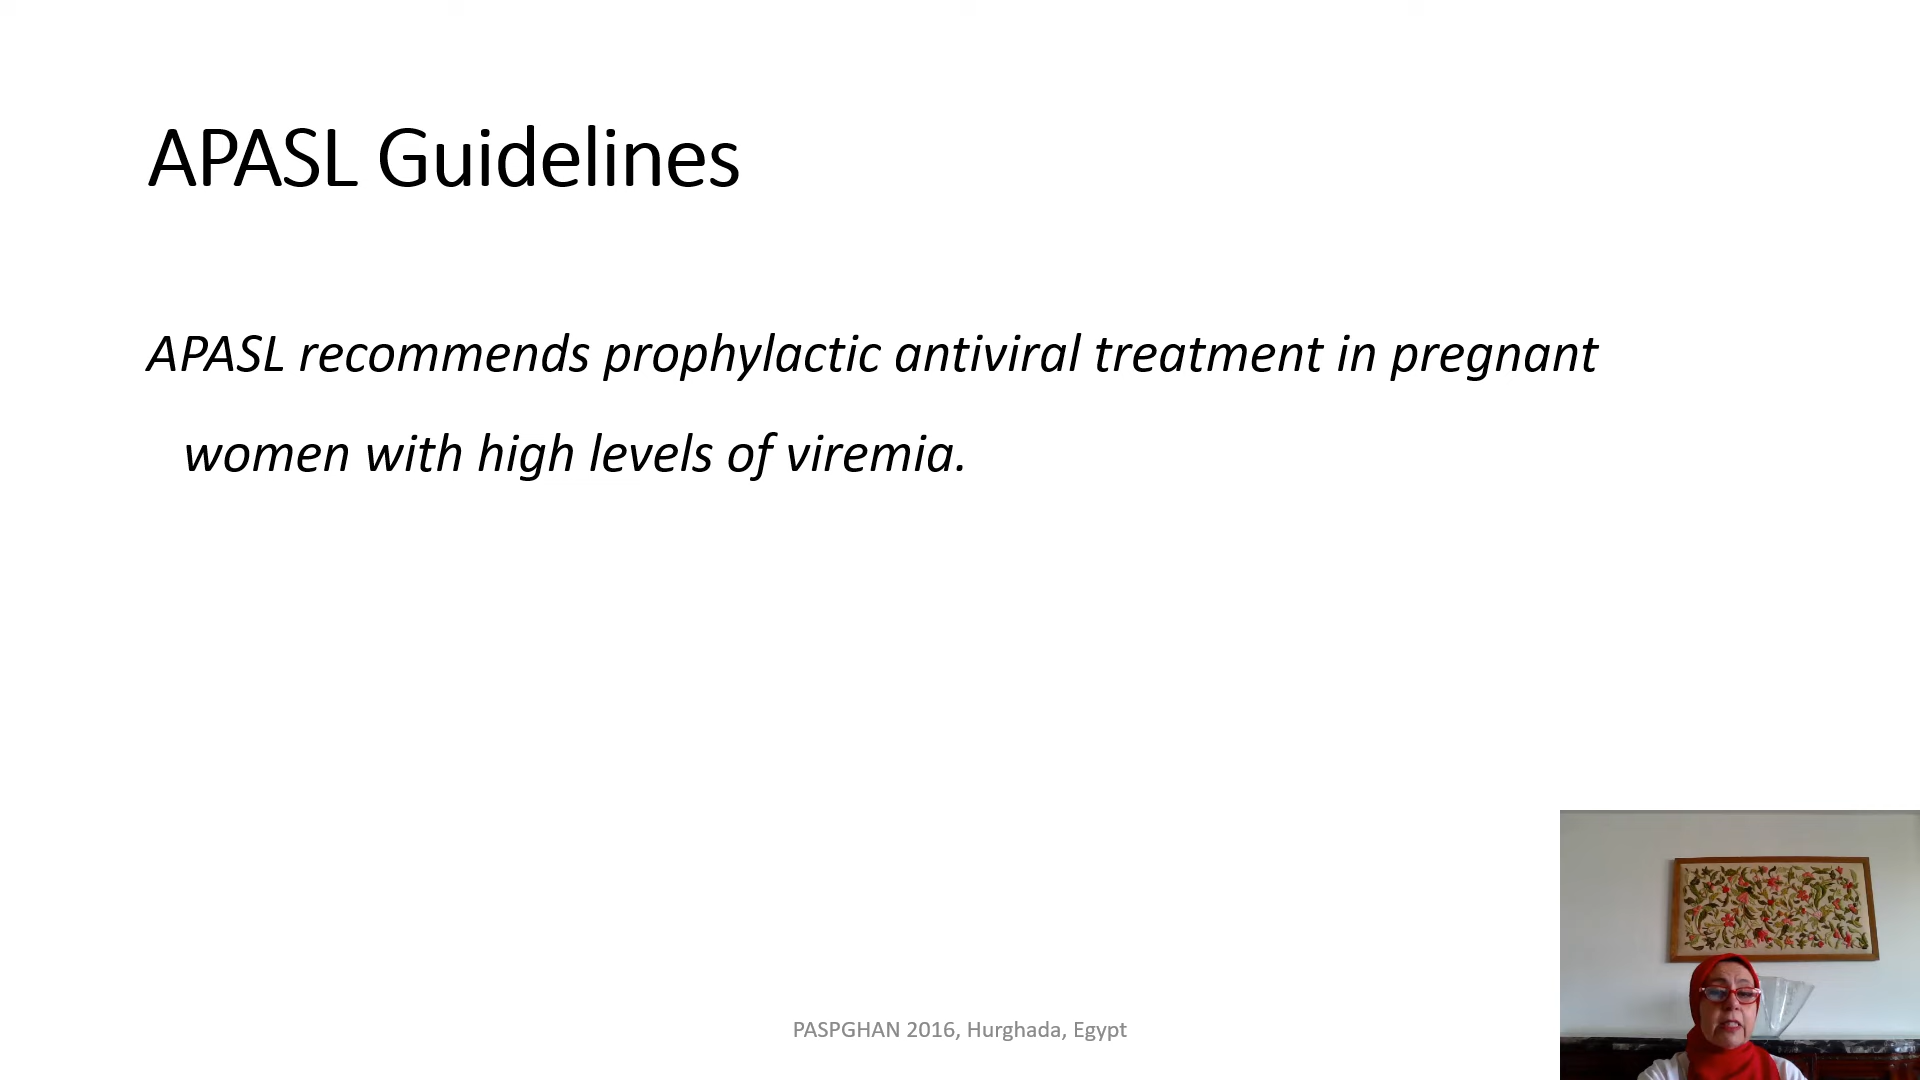 APASL Guidelines
APASL recommends prophylactic antiviral treatment in pregnant
women with high levels of viremia.
PASPGHAN 2016, Hurghada, Egypt